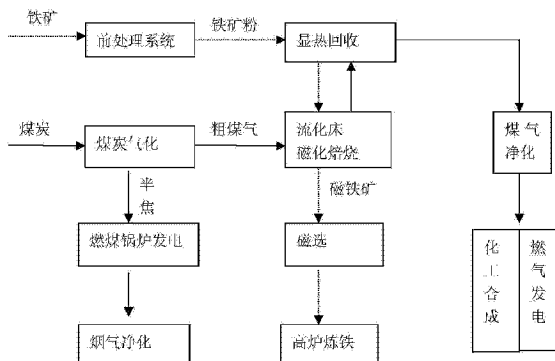 铁矿
前处理系统
铁矿粉
显热回收
煤炭
煤炭气化
粗煤气
流化床
磁化焙烧
煤气
净化
半焦
磁铁矿
燃煤锅炉发电
磁选
化工合成
燃气发电
烟气净化
高炉炼铁